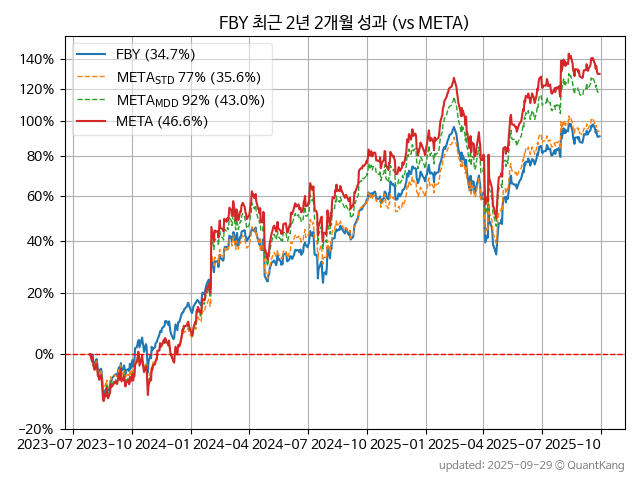 FBY 최근 2년 2개월 성과 (vs META)
FBY (34.7%)
METASTD 77% (35.6%)
METAMDD 92% (43.0%)
META (46.6%)
140%
120%
100%
80%
60%
40%
20%
0%
-20%
2023-07 2023-10 2024-01 2024-04 2024-07 2024-10 2025-01 2025-04 2025-07 2025-10
updated: 2025-09-29 © QuantKang